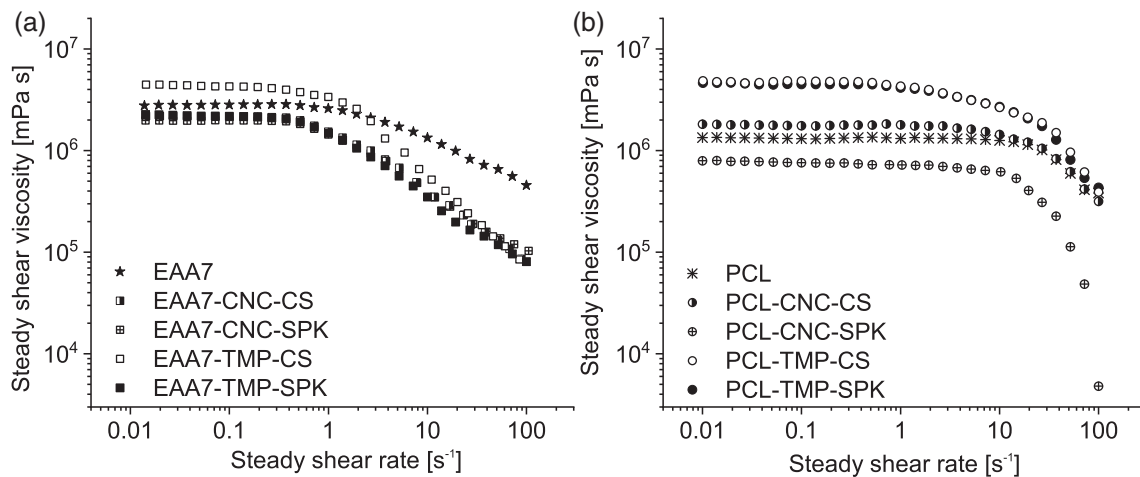 (a)
Steady shear viscosity [mPa s]
10⁷
10⁶
10⁵
10⁴
EAA7
EAA7-CNC-CS
EAA7-CNC-SPK
EAA7-TMP-CS
EAA7-TMP-SPK
0.01 0.1 1 10 100
Steady shear rate [s⁻¹]
(b)
Steady shear viscosity [mPa s]
10⁷
10⁶
10⁵
10⁴
PCL
PCL-CNC-CS
PCL-CNC-SPK
PCL-TMP-CS
PCL-TMP-SPK
0.01 0.1 1 10 100
Steady shear rate [s⁻¹]